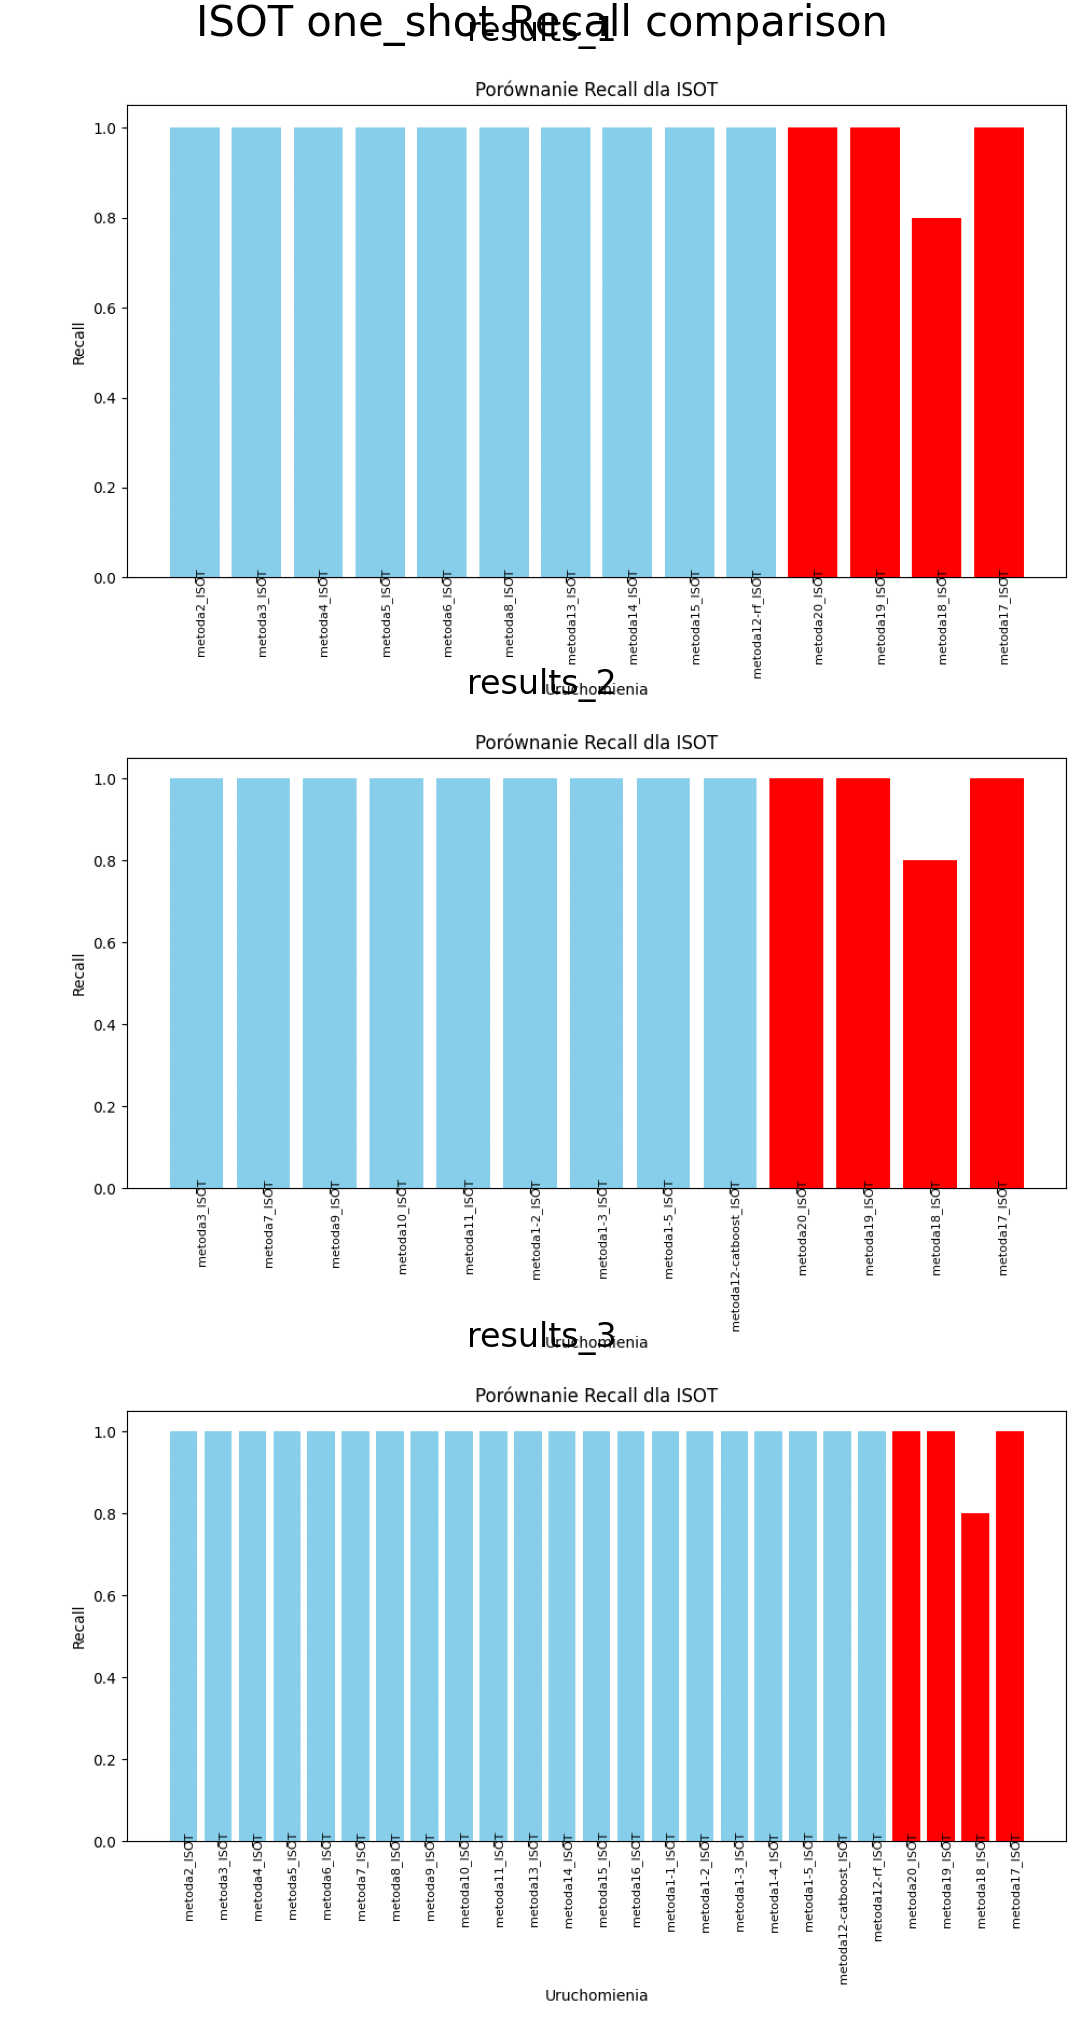 ISOT one_shot Recall comparison
results_1
Porównanie Recall dla ISOT
1.0
0.8
0.6
0.4
0.2
0.0
Recall
metoda2_ISOT
metoda3_ISOT
metoda4_ISOT
metoda5_ISOT
metoda6_ISOT
metoda8_ISOT
metoda13_ISOT
metoda14_ISOT
metoda15_ISOT
metoda12-rf_ISOT
metoda20_ISOT
metoda19_ISOT
metoda18_ISOT
metoda17_ISOT
Uruchomienia
results_2
Porównanie Recall dla ISOT
1.0
0.8
0.6
0.4
0.2
0.0
Recall
metoda3_ISOT
metoda7_ISOT
metoda9_ISOT
metoda10_ISOT
metoda11_ISOT
metoda1-2_ISOT
metoda1-3_ISOT
metoda1-5_ISOT
metoda12-catboost_ISOT
metoda20_ISOT
metoda19_ISOT
metoda18_ISOT
metoda17_ISOT
Uruchomienia
results_3
Porównanie Recall dla ISOT
1.0
0.8
0.6
0.4
0.2
0.0
Recall
metoda2_ISOT
metoda3_ISOT
metoda4_ISOT
metoda5_ISOT
metoda6_ISOT
metoda7_ISOT
metoda8_ISOT
metoda9_ISOT
metoda10_ISOT
metoda11_ISOT
metoda13_ISOT
metoda14_ISOT
metoda15_ISOT
metoda16_ISOT
metoda1-1_ISOT
metoda1-2_ISOT
metoda1-3_ISOT
metoda1-4_ISOT
metoda1-5_ISOT
metoda12-catboost_ISOT
metoda12-rf_ISOT
metoda20_ISOT
metoda19_ISOT
metoda18_ISOT
metoda17_ISOT
Uruchomienia